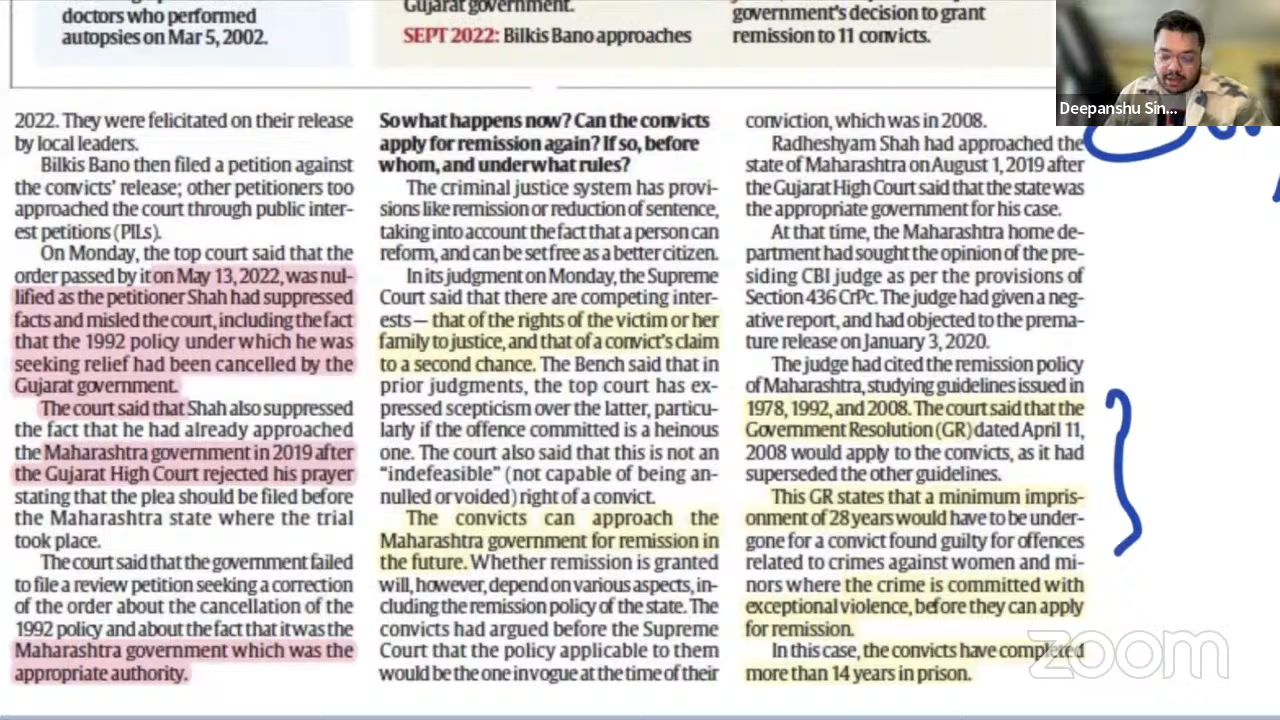 doctors who performed
autopsies on Mar 5, 2002.
Gujarat government.
SEPT 2022: Bilkis Bano approaches
government's decision to grant
remission to 11 convicts.
Deepanshu Sin...
2022. They were felicitated on their release
by local leaders.
Bilkis Bano then filed a petition against
the convicts' release; other petitioners too
approached the court through public inter-
est petitions (PILs).
On Monday, the top court said that the
order passed by it on May 13, 2022, was nul-
lified as the petitioner Shah had suppressed
facts and misled the court, including the fact
that the 1992 policy under which he was
seeking relief had been cancelled by the
Gujarat government.
The court said that Shah also suppressed
the fact that he had already approached
the Maharashtra government in 2019 after
the Gujarat High Court rejected his prayer
stating that the plea should be filed before
the Maharashtra state where the trial
took place.
The court said that the government failed
to file a review petition seeking a correction
of the order about the cancellation of the
1992 policy and about the fact that it was the
Maharashtra government which was the
appropriate authority.
So what happens now? Can the convicts
apply for remission again? If so, before
whom, and under what rules?
The criminal justice system has provi-
sions like remission or reduction of sentence,
taking into account the fact that a person can
reform, and can be set free as a better citizen.
In its judgment on Monday, the Supreme
Court said that there are competing inter-
ests — that of the rights of the victim or her
family to justice, and that of a convict's claim
to a second chance. The Bench said that in
prior judgments, the top court has ex-
pressed scepticism over the latter, particu-
larly if the offence committed is a heinous
one. The court also said that this is not an
"indefeasible" (not capable of being an-
nulled or voided) right of a convict.
The convicts can approach the
Maharashtra government for remission in
the future. Whether remission is granted
will, however, depend on various aspects, in-
cluding the remission policy of the state. The
convicts had argued before the Supreme
Court that the policy applicable to them
would be the one in vogue at the time of their
conviction, which was in 2008.
Radheshyam Shah had approached the
state of Maharashtra on August 1, 2019 after
the Gujarat High Court said that the state was
the appropriate government for his case.
At that time, the Maharashtra home de-
partment had sought the opinion of the pre-
siding CBI judge as per the provisions of
Section 436 CrPc. The judge had given a neg-
ative report, and had objected to the prema-
ture release on January 3, 2020.
The judge had cited the remission policy
of Maharashtra, studying guidelines issued in
1978, 1992, and 2008. The court said that the
Government Resolution (GR) dated April 11,
2008 would apply to the convicts, as it had
superseded the other guidelines.
This GR states that a minimum impris-
onment of 28 years would have to be under-
gone for a convict found guilty for offences
related to crimes against women and mi-
nors where the crime is committed with
exceptional violence, before they can apply
for remission.
In this case, the convicts have completed
more than 14 years in prison.
zoom